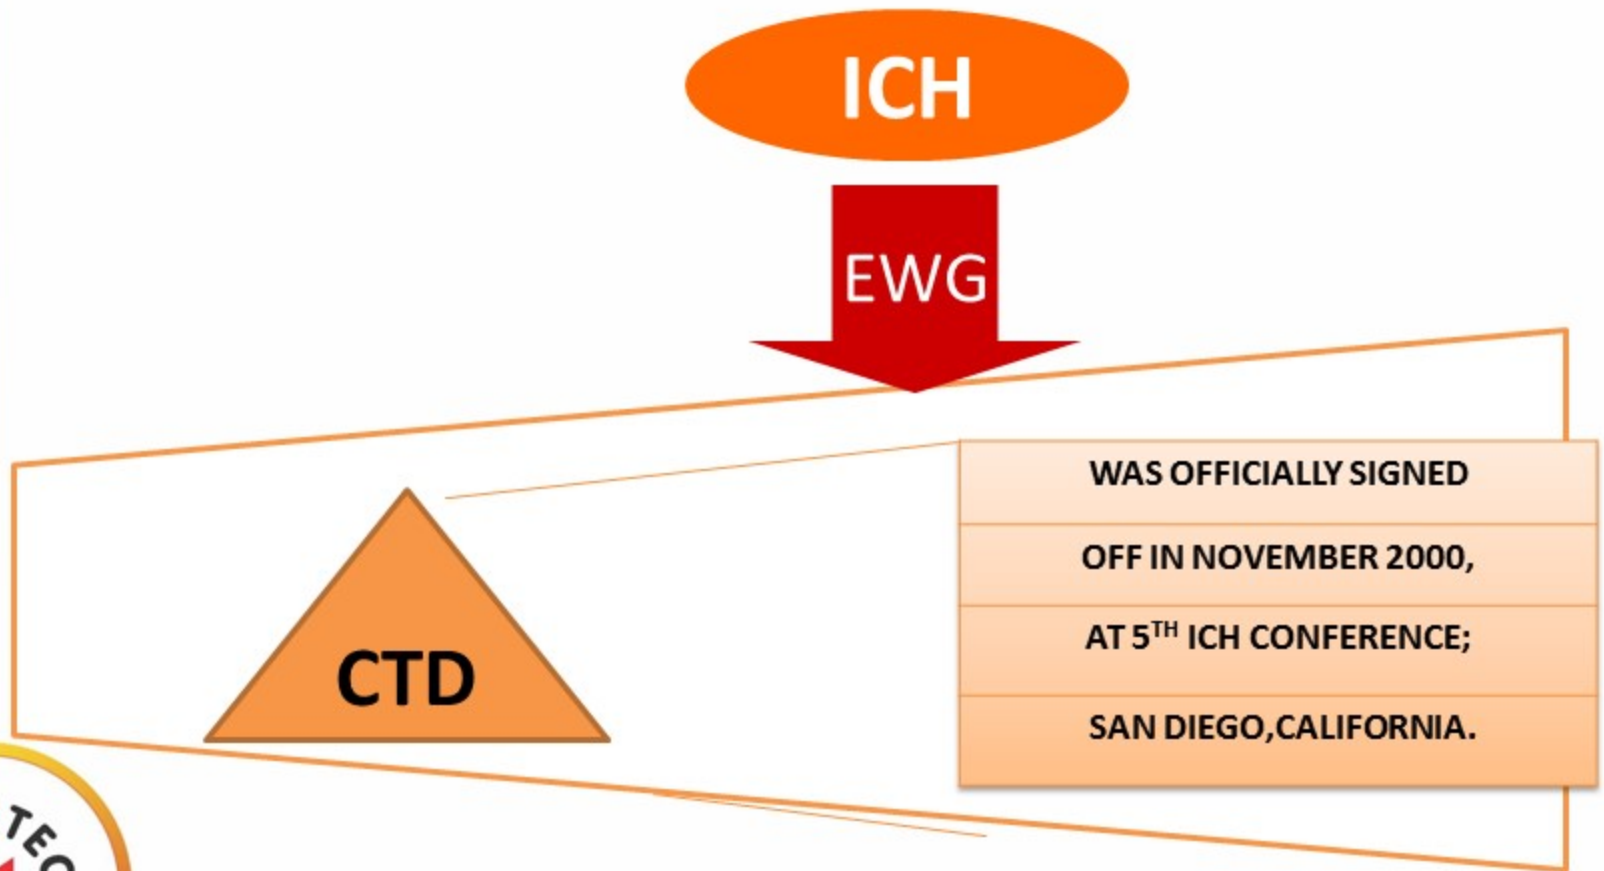 ICH
EWG
WAS OFFICIALLY SIGNED
OFF IN NOVEMBER 2000,
AT 5TH ICH CONFERENCE;
SAN DIEGO,CALIFORNIA.
CTD